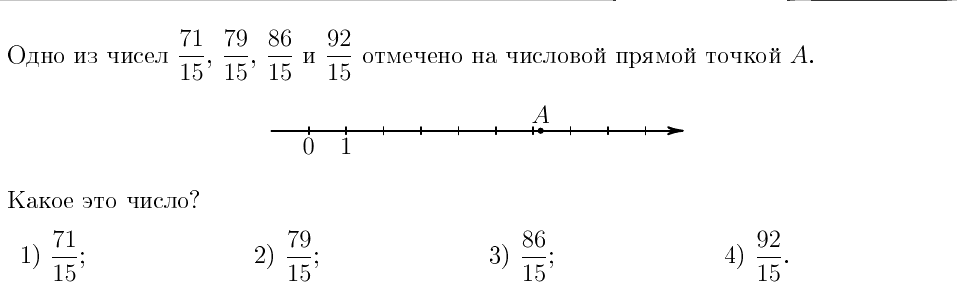 Одно из чисел 71/15, 79/15, 86/15 и 92/15 отмечено на числовой прямой точкой A.
A
0 1
Какое это число?
1) 71/15; 2) 79/15; 3) 86/15; 4) 92/15.